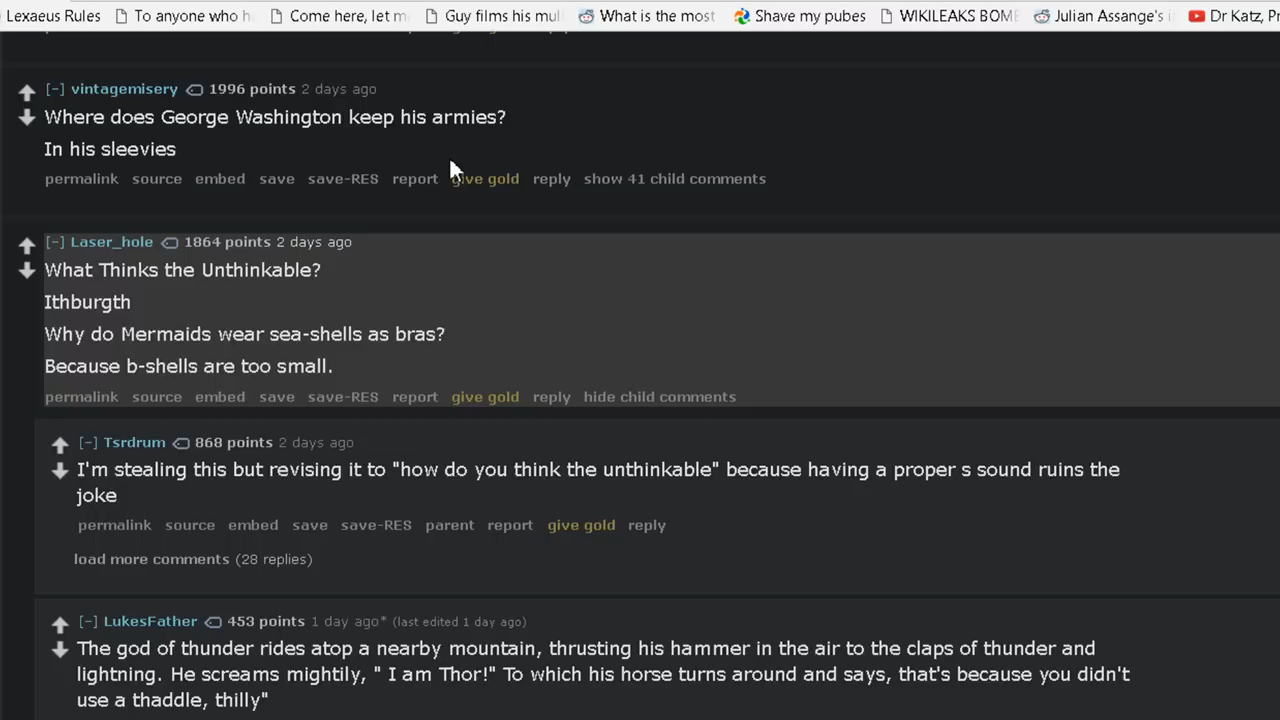 Lexaeus Rules To anyone who h Come here, let m Guy films his mul What is the most Shave my pubes WIKILEAKS BOMB Julian Assange's i Dr Katz, Pr
[-] vintagemisery 1996 points 2 days ago
Where does George Washington keep his armies?
In his sleevies
permalink source embed save save-RES report give gold reply show 41 child comments
[-] Laser_hole 1864 points 2 days ago
What Thinks the Unthinkable?
Ithburgth
Why do Mermaids wear sea-shells as bras?
Because b-shells are too small.
permalink source embed save save-RES report give gold reply hide child comments
[-] Tsrdrum 868 points 2 days ago
I'm stealing this but revising it to "how do you think the unthinkable" because having a proper s sound ruins the
joke
permalink source embed save save-RES parent report give gold reply
load more comments (28 replies)
[-] LukesFather 453 points 1 day ago* (last edited 1 day ago)
The god of thunder rides atop a nearby mountain, thrusting his hammer in the air to the claps of thunder and
lightning. He screams mightily, " I am Thor!" To which his horse turns around and says, that's because you didn't
use a thaddle, thilly"